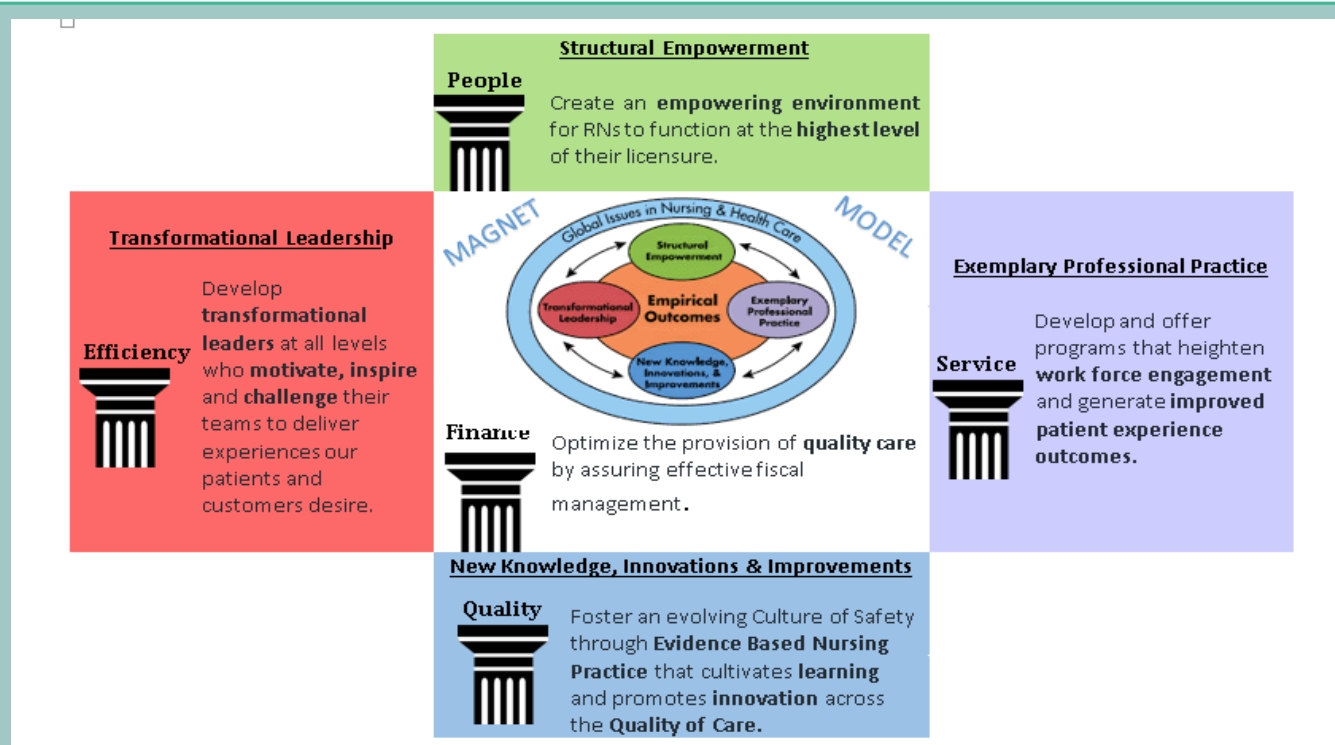 Structural Empowerment
People
Create an empowering environment
for RNs to function at the highest level
of their licensure.
Transformational Leadership
Efficiency
Develop
transformational
leaders at all levels
who motivate, inspire
and challenge their
teams to deliver
experiences our
patients and
customers desire.
MAGNET
MODEL
Global Issues in Nursing & Health Care
Structural
Empowerment
Transformational
Leadership
Empirical
Outcomes
Exemplary
Professional
Practice
New Knowledge,
Innovations, &
Improvements
Finance
Optimize the provision of quality care
by assuring effective fiscal
management.
Exemplary Professional Practice
Service
Develop and offer
programs that heighten
work force engagement
and generate improved
patient experience
outcomes.
New Knowledge, Innovations & Improvements
Quality
Foster an evolving Culture of Safety
through Evidence Based Nursing
Practice that cultivates learning
and promotes innovation across
the Quality of Care.